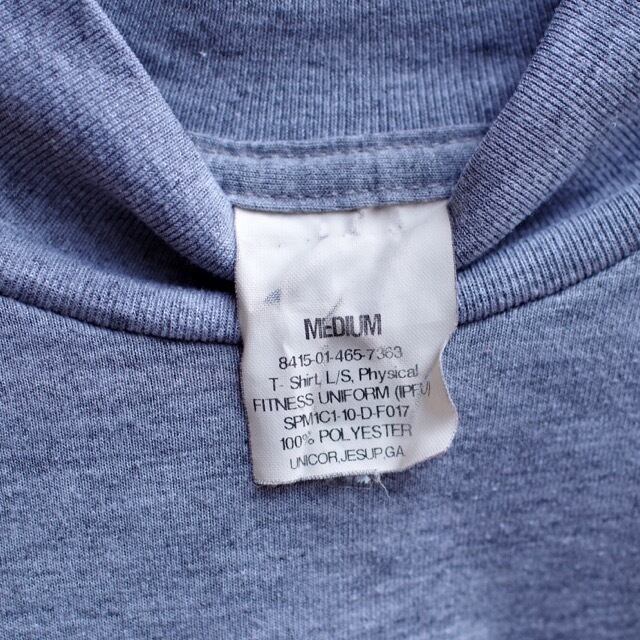 MEDIUM
8415-01-465-7363
T- Shirt, L/S, Physical
FITNESS UNIFORM (IPFU)
SPM1C1-10-D-F017
100% POLYESTER
UNICOR, JESUP, GA